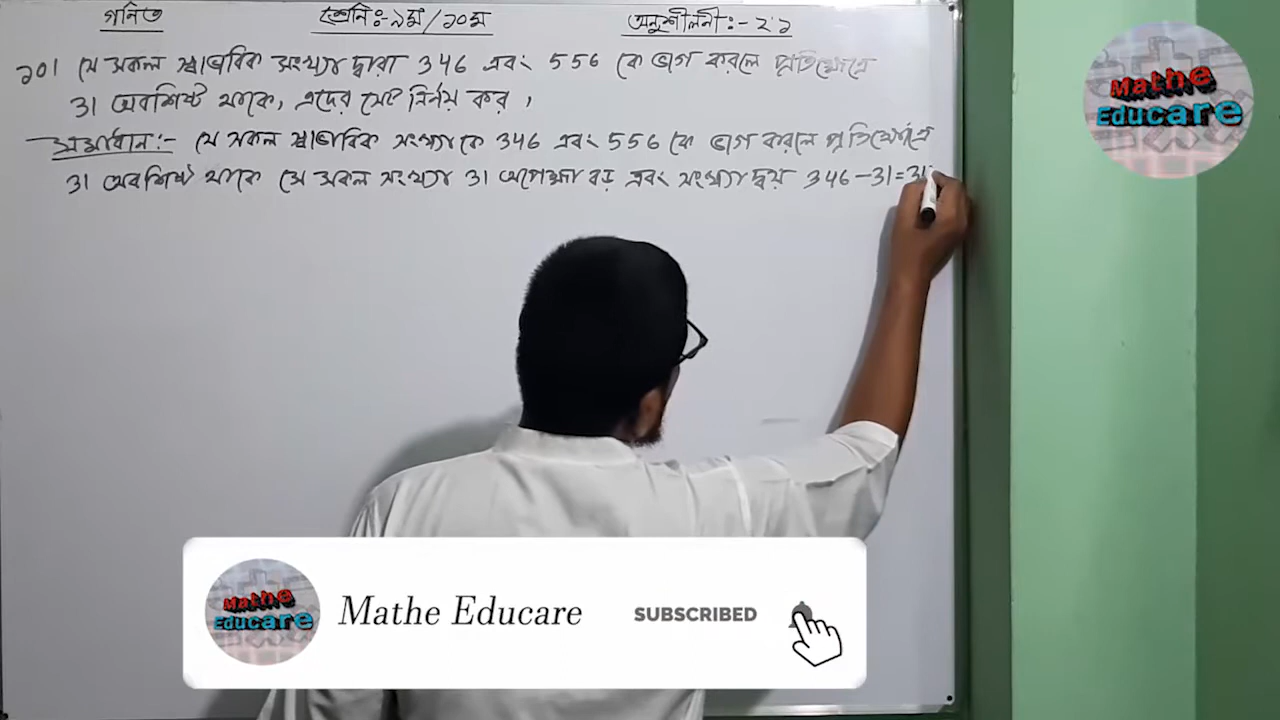 গনিত শ্রেনি:-৯ম/১০ম অনুশীলনী:-২.১
১০। যে সকল স্বাভাবিক সংখ্যা দ্বারা 346 এবং 556 কে ভাগ করলে প্রতিক্ষেত্রে
31 অবশিষ্ট থাকে, এদের সেট নির্নয় কর।
সমাধান:- যে সকল স্বাভাবিক সংখ্যা কে 346 এবং 556 কে ভাগ করলে প্রতিক্ষেত্রে
31 অবশিষ্ট থাকে সে সকল সংখ্যা 31 অপেক্ষা বড় এবং সংখ্যা দ্বয় 346-31=31
Mathe
Educare
Mathe
Educare
Mathe Educare SUBSCRIBED